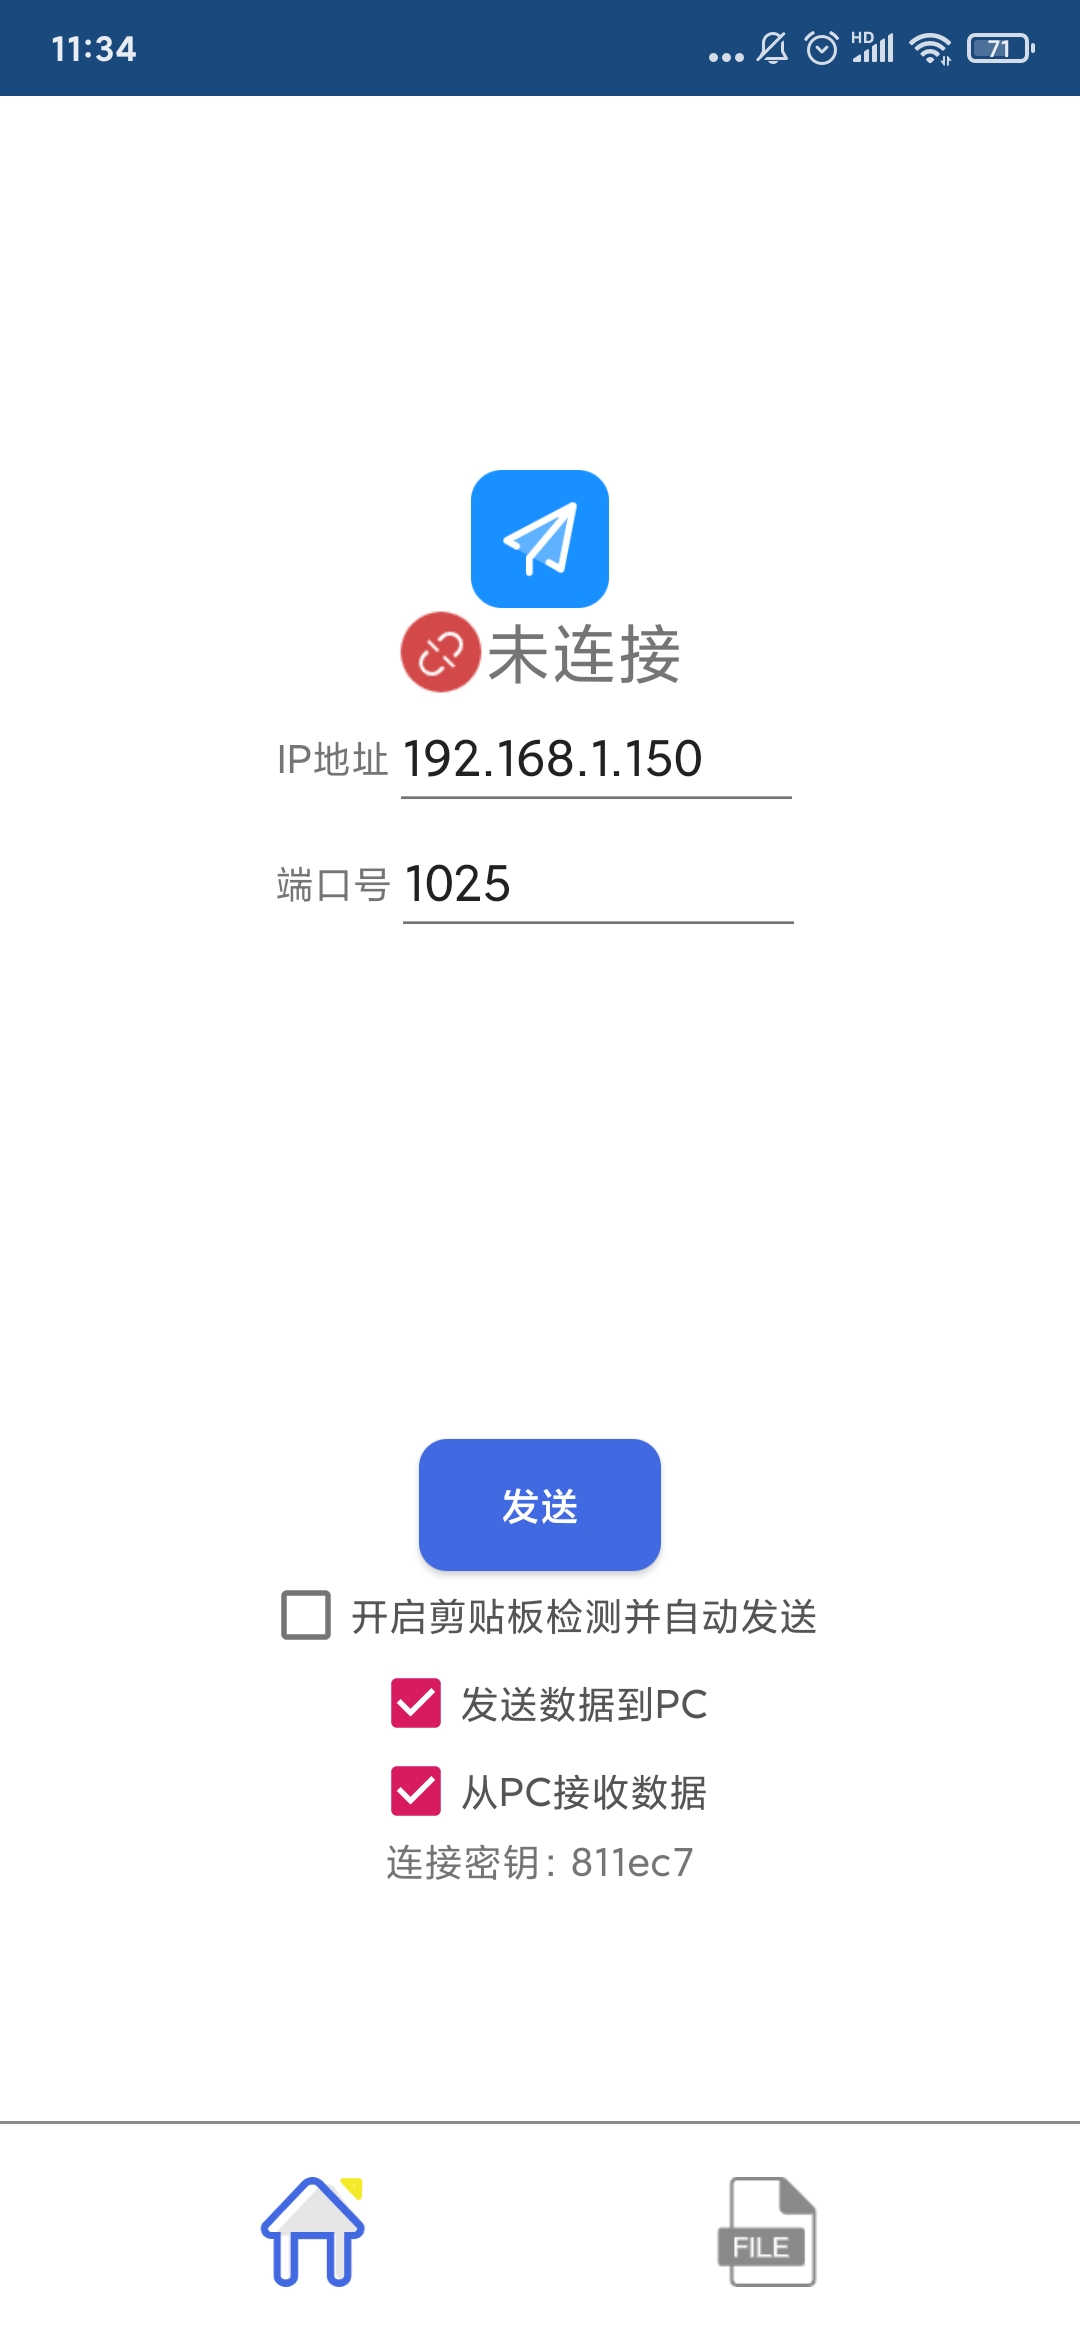 11:34
HD
71
未连接
IP地址 192.168.1.150
端口号 1025
发送
开启剪贴板检测并自动发送
发送数据到PC
从PC接收数据
连接密钥: 811ec7
FILE